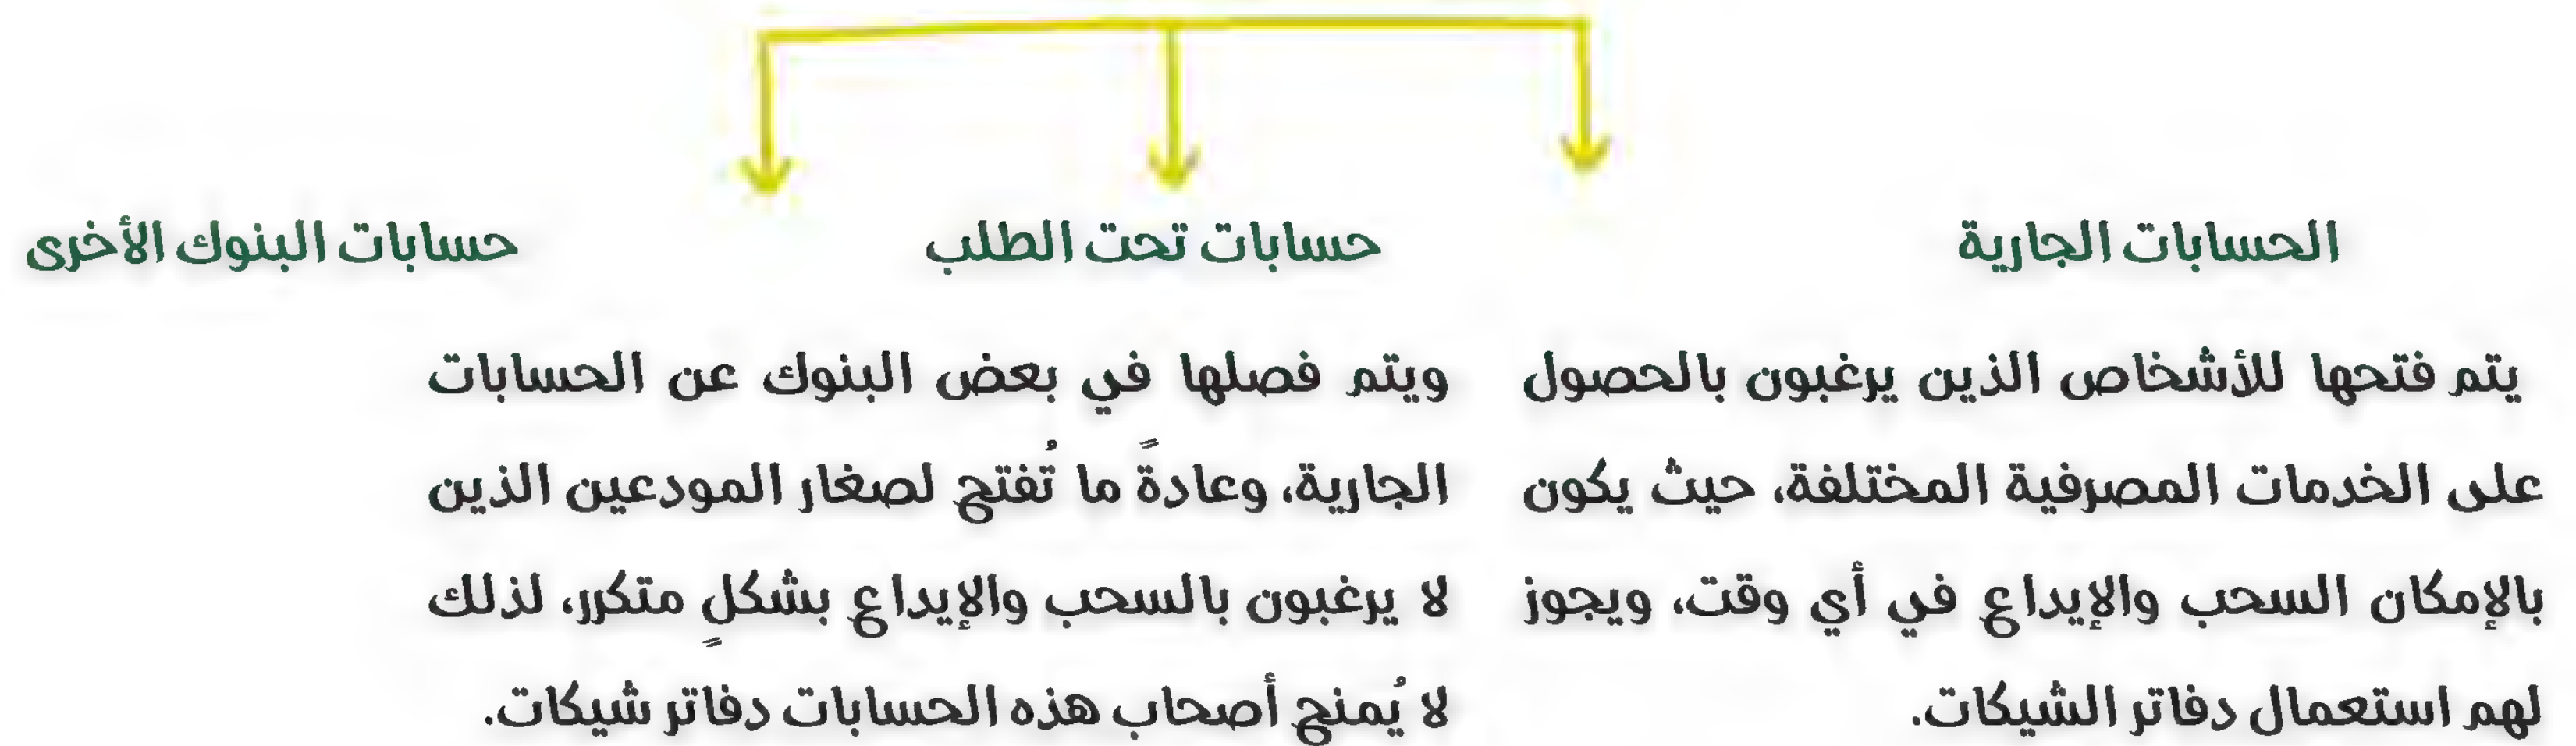 الحسابات الجارية
يتم فتحها للأشخاص الذين يرغبون بالحصول
على الخدمات المصرفية المختلفة، حيث يكون
بالإمكان السحب والإيداع في أي وقت، ويجوز
لهم استعمال دفاتر الشيكات.
حسابات تحت الطلب
ويتم فصلها في بعض البنوك عن الحسابات
الجارية، وعادةً ما تُفتح لصغار المودعين الذين
لا يرغبون بالسحب والإيداع بشكلٍ متكرر، لذلك
لا يُمنح أصحاب هذه الحسابات دفاتر شيكات.
حسابات البنوك الأخرى